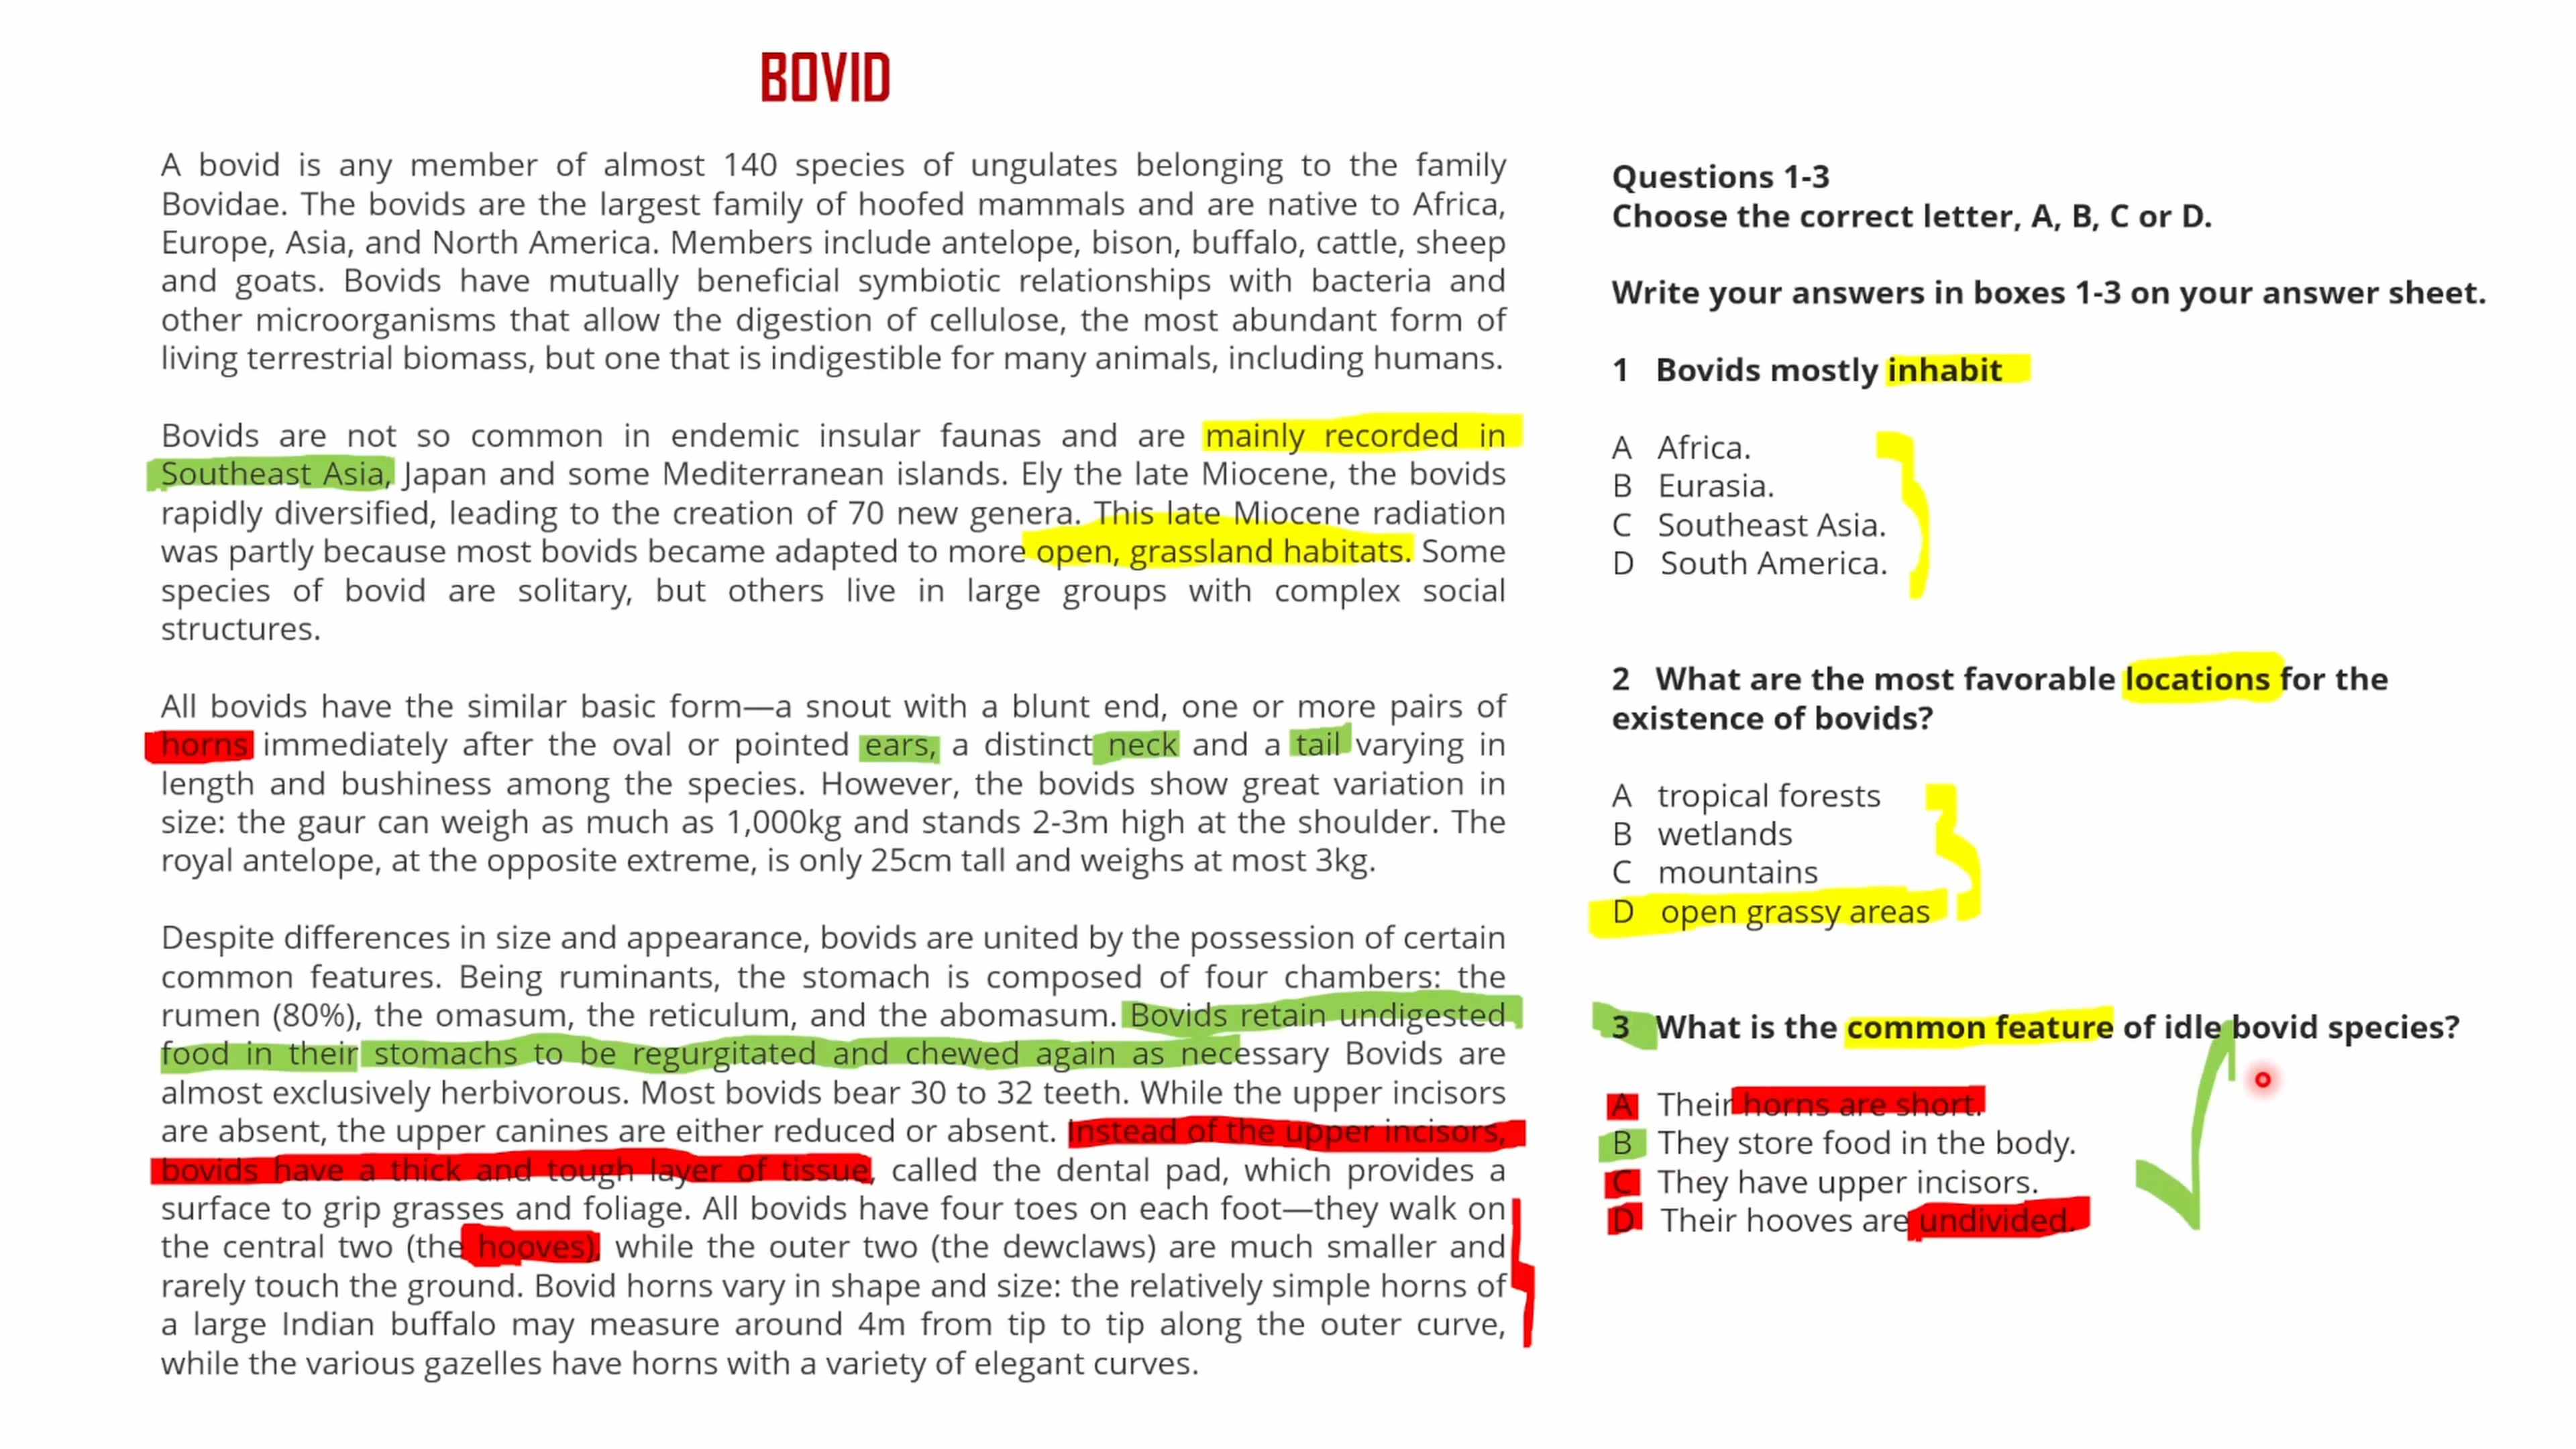 BOVID
A bovid is any member of almost 140 species of ungulates belonging to the family
Bovidae. The bovids are the largest family of hoofed mammals and are native to Africa,
Europe, Asia, and North America. Members include antelope, bison, buffalo, cattle, sheep
and goats. Bovids have mutually beneficial symbiotic relationships with bacteria and
other microorganisms that allow the digestion of cellulose, the most abundant form of
living terrestrial biomass, but one that is indigestible for many animals, including humans.
Bovids are not so common in endemic insular faunas and are mainly recorded in
Southeast Asia, Japan and some Mediterranean islands. Ely the late Miocene, the bovids
rapidly diversified, leading to the creation of 70 new genera. This late Miocene radiation
was partly because most bovids became adapted to more open, grassland habitats. Some
species of bovid are solitary, but others live in large groups with complex social
structures.
All bovids have the similar basic form—a snout with a blunt end, one or more pairs of
horns immediately after the oval or pointed ears, a distinct neck and a tail varying in
length and bushiness among the species. However, the bovids show great variation in
size: the gaur can weigh as much as 1,000kg and stands 2-3m high at the shoulder. The
royal antelope, at the opposite extreme, is only 25cm tall and weighs at most 3kg.
Despite differences in size and appearance, bovids are united by the possession of certain
common features. Being ruminants, the stomach is composed of four chambers: the
rumen (80%), the omasum, the reticulum, and the abomasum. Bovids retain undigested
food in their stomachs to be regurgitated and chewed again as necessary Bovids are
almost exclusively herbivorous. Most bovids bear 30 to 32 teeth. While the upper incisors
are absent, the upper canines are either reduced or absent. Instead of the upper incisors,
bovids have a thick and tough layer of tissue, called the dental pad, which provides a
surface to grip grasses and foliage. All bovids have four toes on each foot—they walk on
the central two (the hooves), while the outer two (the dewclaws) are much smaller and
rarely touch the ground. Bovid horns vary in shape and size: the relatively simple horns of
a large Indian buffalo may measure around 4m from tip to tip along the outer curve,
while the various gazelles have horns with a variety of elegant curves.
Questions 1-3
Choose the correct letter, A, B, C or D.
Write your answers in boxes 1-3 on your answer sheet.
1 Bovids mostly inhabit
A Africa.
B Eurasia.
C Southeast Asia.
D South America.
2 What are the most favorable locations for the
existence of bovids?
A tropical forests
B wetlands
C mountains
D open grassy areas
3 What is the common feature of idle bovid species?
A Their horns are short.
B They store food in the body.
C They have upper incisors.
D Their hooves are undivided.